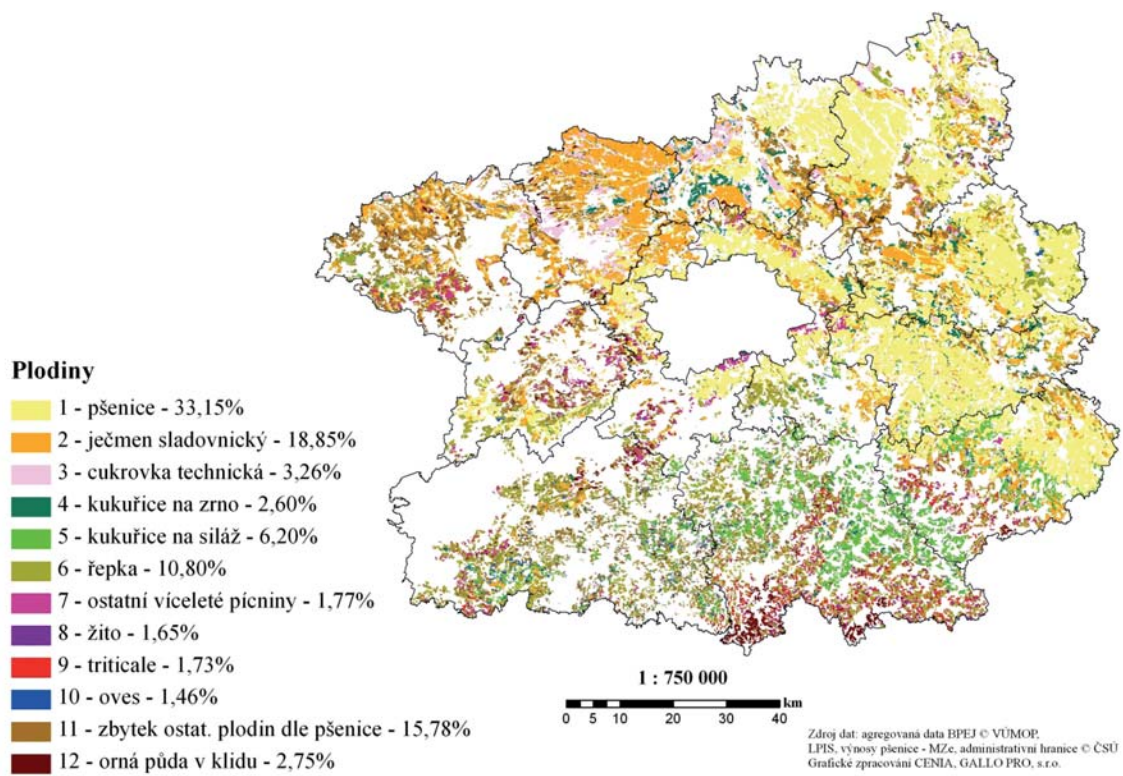 Plodiny
1 - pšenice - 33,15%
2 - ječmen sladovnický - 18,85%
3 - cukrovka technická - 3,26%
4 - kukuřice na zrno - 2,60%
5 - kukuřice na siláž - 6,20%
6 - řepka - 10,80%
7 - ostatní víceleté pícniny - 1,77%
8 - žito - 1,65%
9 - triticale - 1,73%
10 - oves - 1,46%
11 - zbytek ostat. plodin dle pšenice - 15,78%
12 - orná půda v klidu - 2,75%
1 : 750 000
km
0 5 10 20 30 40
Zdroj dat: agregovaná data BPEJ © VÚMOP,
LPIS, výnosy pšenice - MZe, administrativní hranice © ČSÚ
Grafické zpracování CENIA, GALLO PRO, s.r.o.